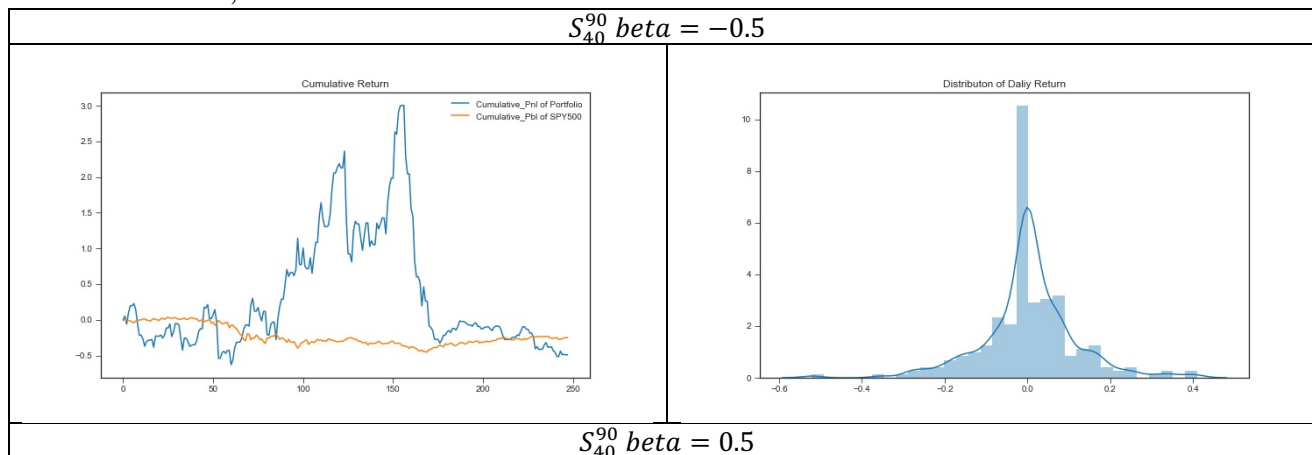 S_{40}^{90} beta = −0.5
Cumulative Return
Cumulative_Pnl of Portfolio
Cumulative_Pbl of SPY500
3.0
2.5
2.0
1.5
1.0
0.5
0.0
−0.5
0 50 100 150 200 250
Distributon of Daliy Return
10
8
6
4
2
0
−0.6 −0.4 −0.2 0.0 0.2 0.4
S_{40}^{90} beta = 0.5